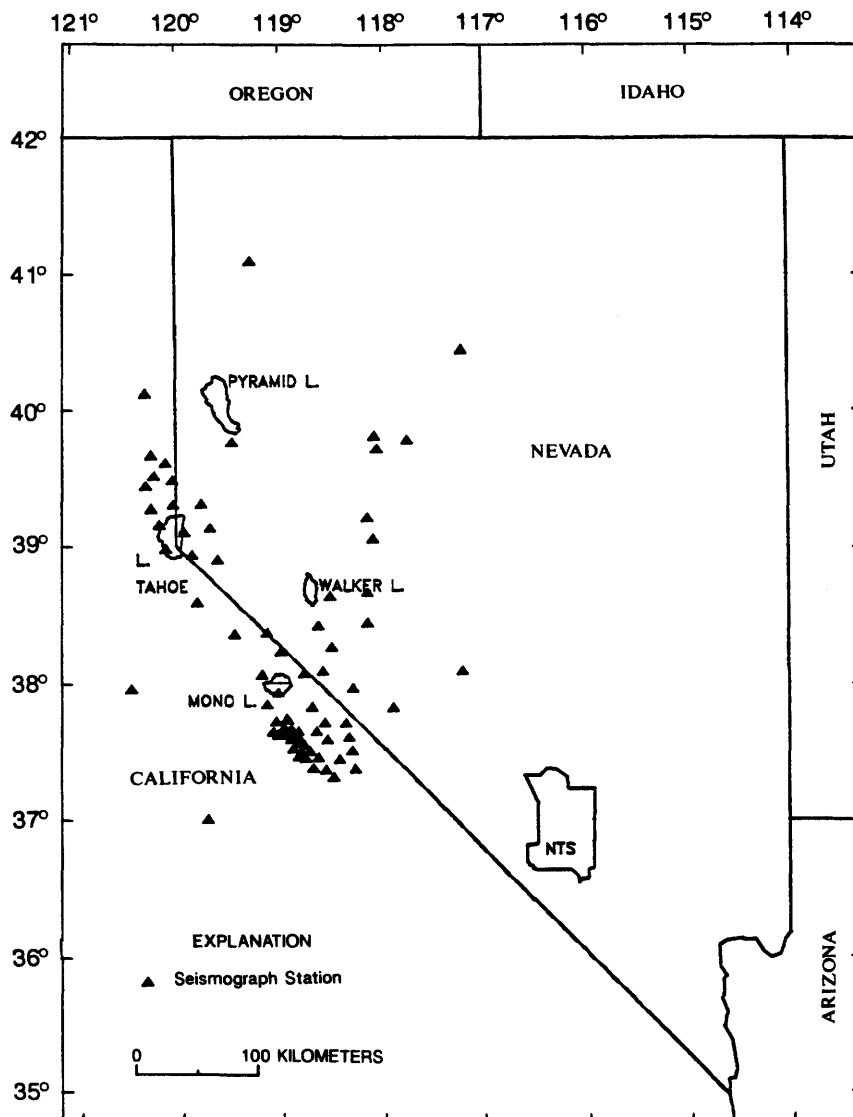 121° 120° 119° 118° 117° 116° 115° 114°
OREGON IDAHO
42°
41°
PYRAMID L.
40°
NEVADA
UTAH
39°
L.
TAHOE
WALKER L.
38°
MONO L.
CALIFORNIA
37°
NTS
EXPLANATION
36°
Seismograph Station
ARIZONA
0 100 KILOMETERS
35°